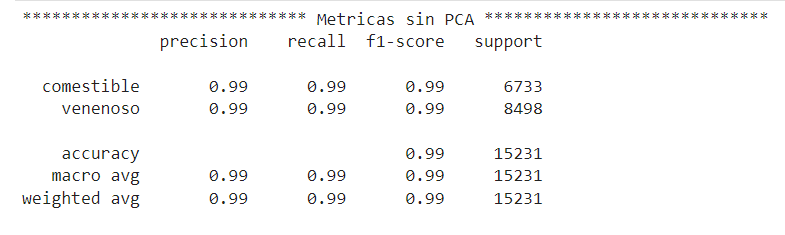 ***************************** Metricas sin PCA *****************************
              precision    recall  f1-score   support

  comestible       0.99      0.99      0.99      6733
    venenoso       0.99      0.99      0.99      8498

    accuracy                           0.99     15231
   macro avg       0.99      0.99      0.99     15231
weighted avg       0.99      0.99      0.99     15231